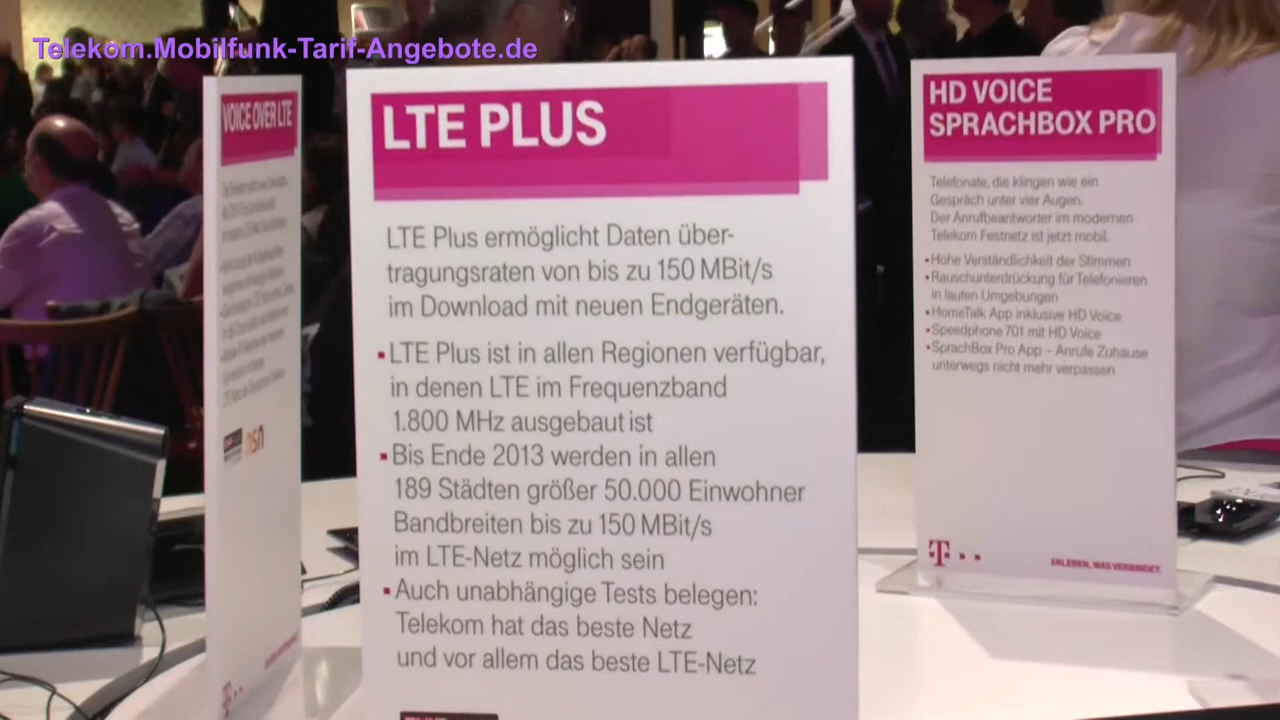 Telekom.Mobilfunk-Tarif-Angebote.de
VOICE OVER LTE
LTE PLUS
LTE Plus ermöglicht Daten über-
tragungsraten von bis zu 150 MBit/s
im Download mit neuen Endgeräten.
▪ LTE Plus ist in allen Regionen verfügbar,
in denen LTE im Frequenzband
1.800 MHz ausgebaut ist
▪ Bis Ende 2013 werden in allen
189 Städten größer 50.000 Einwohner
Bandbreiten bis zu 150 MBit/s
im LTE-Netz möglich sein
▪ Auch unabhängige Tests belegen:
Telekom hat das beste Netz
und vor allem das beste LTE-Netz
HD VOICE
SPRACHBOX PRO
Telefonate, die klingen wie ein
Gespräch unter vier Augen.
Der Anrufbeantworter im modernen
Telekom Festnetz ist jetzt mobil.
▪ Hohe Verständlichkeit der Stimmen
▪ Rauschunterdrückung für Telefonieren
in lauten Umgebungen
▪ HomeTalk App inklusive HD Voice
▪ Speedphone 701 mit HD Voice
▪ SprachBox Pro App – Anrufe Zuhause
unterwegs nicht mehr verpassen
T
ERLEBEN, WAS VERBINDET.